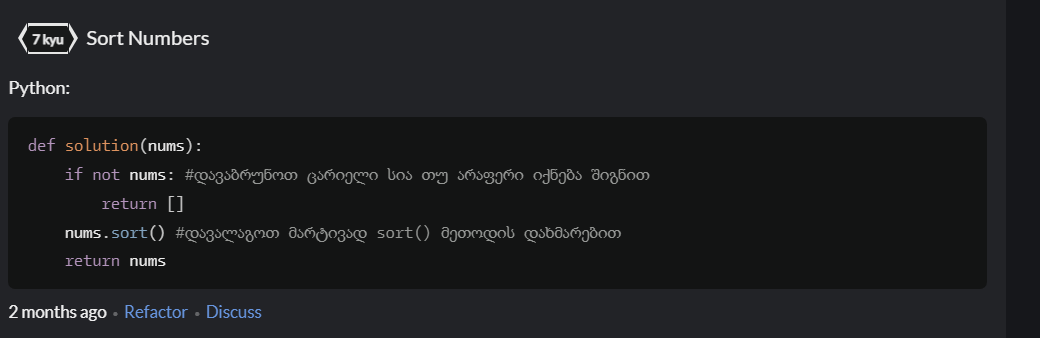 7 kyu Sort Numbers
Python:
def solution(nums):
    if not nums: #დავაბრუნოთ ცარიელი სია თუ არაფერი იქნება შიგნით
        return []
    nums.sort() #დავალაგოთ მარტივად sort() მეთოდის დახმარებით
    return nums
2 months ago • Refactor • Discuss